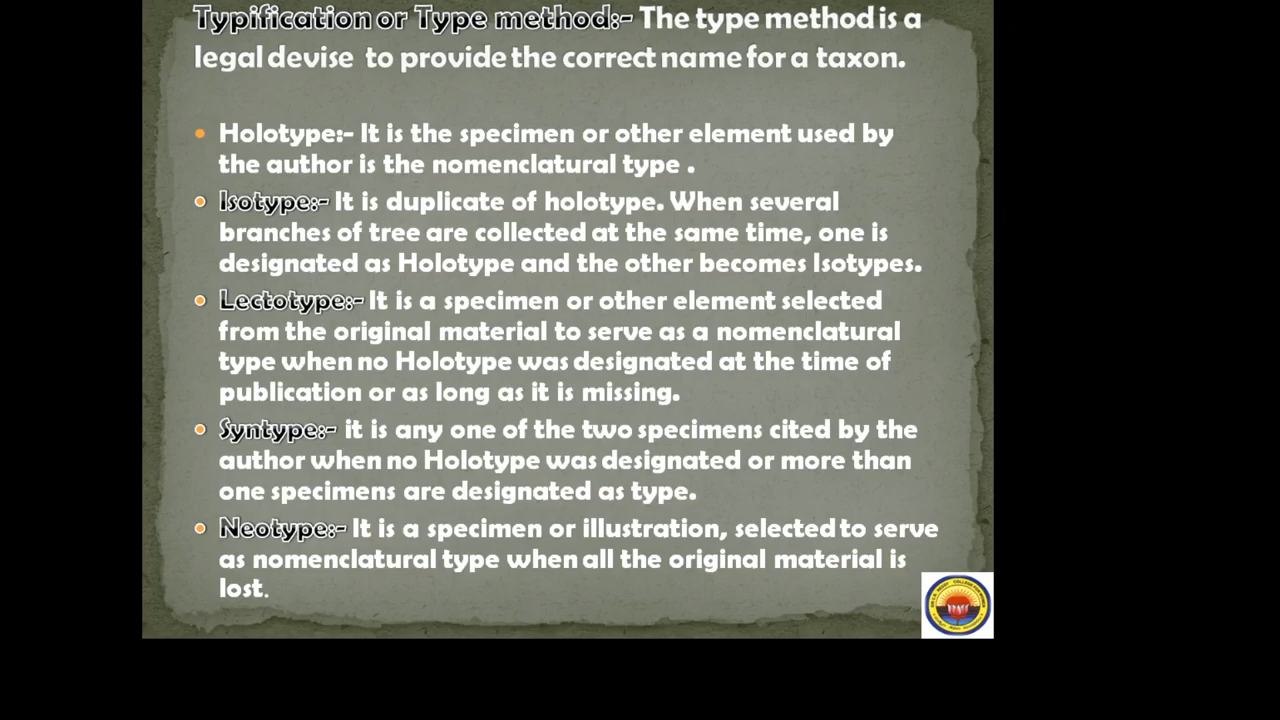 Typification or Type method:- The type method is a
legal devise to provide the correct name for a taxon.
• Holotype:- It is the specimen or other element used by
the author is the nomenclatural type .
• Isotype:- It is duplicate of holotype. When several
branches of tree are collected at the same time, one is
designated as Holotype and the other becomes Isotypes.
• Lectotype:- It is a specimen or other element selected
from the original material to serve as a nomenclatural
type when no Holotype was designated at the time of
publication or as long as it is missing.
• Syntype:- it is any one of the two specimens cited by the
author when no Holotype was designated or more than
one specimens are designated as type.
• Neotype:- It is a specimen or illustration, selected to serve
as nomenclatural type when all the original material is
lost.